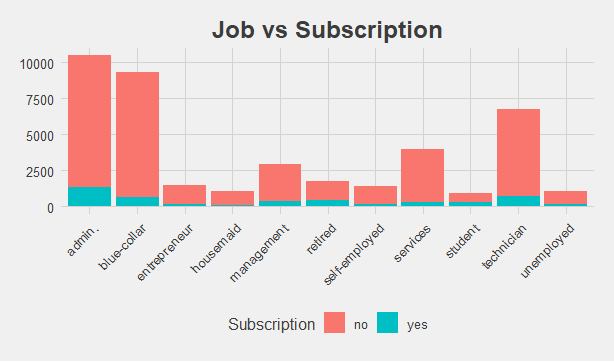 Job vs Subscription
10000
7500
5000
2500
0
admin.
blue-collar
entrepreneur
housemaid
management
retired
self-employed
services
student
technician
unemployed
Subscription no yes